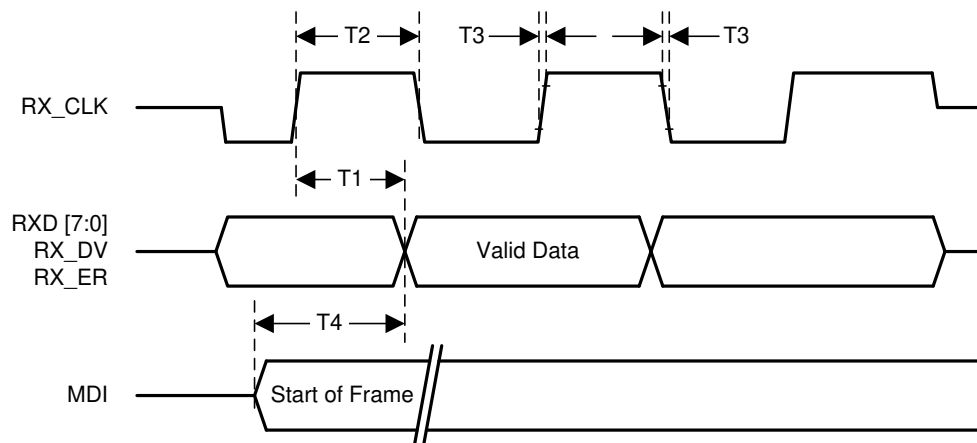 T2
T3
T3
RX_CLK
T1
RXD [7:0]
RX_DV
RX_ER
Valid Data
T4
MDI
Start of Frame